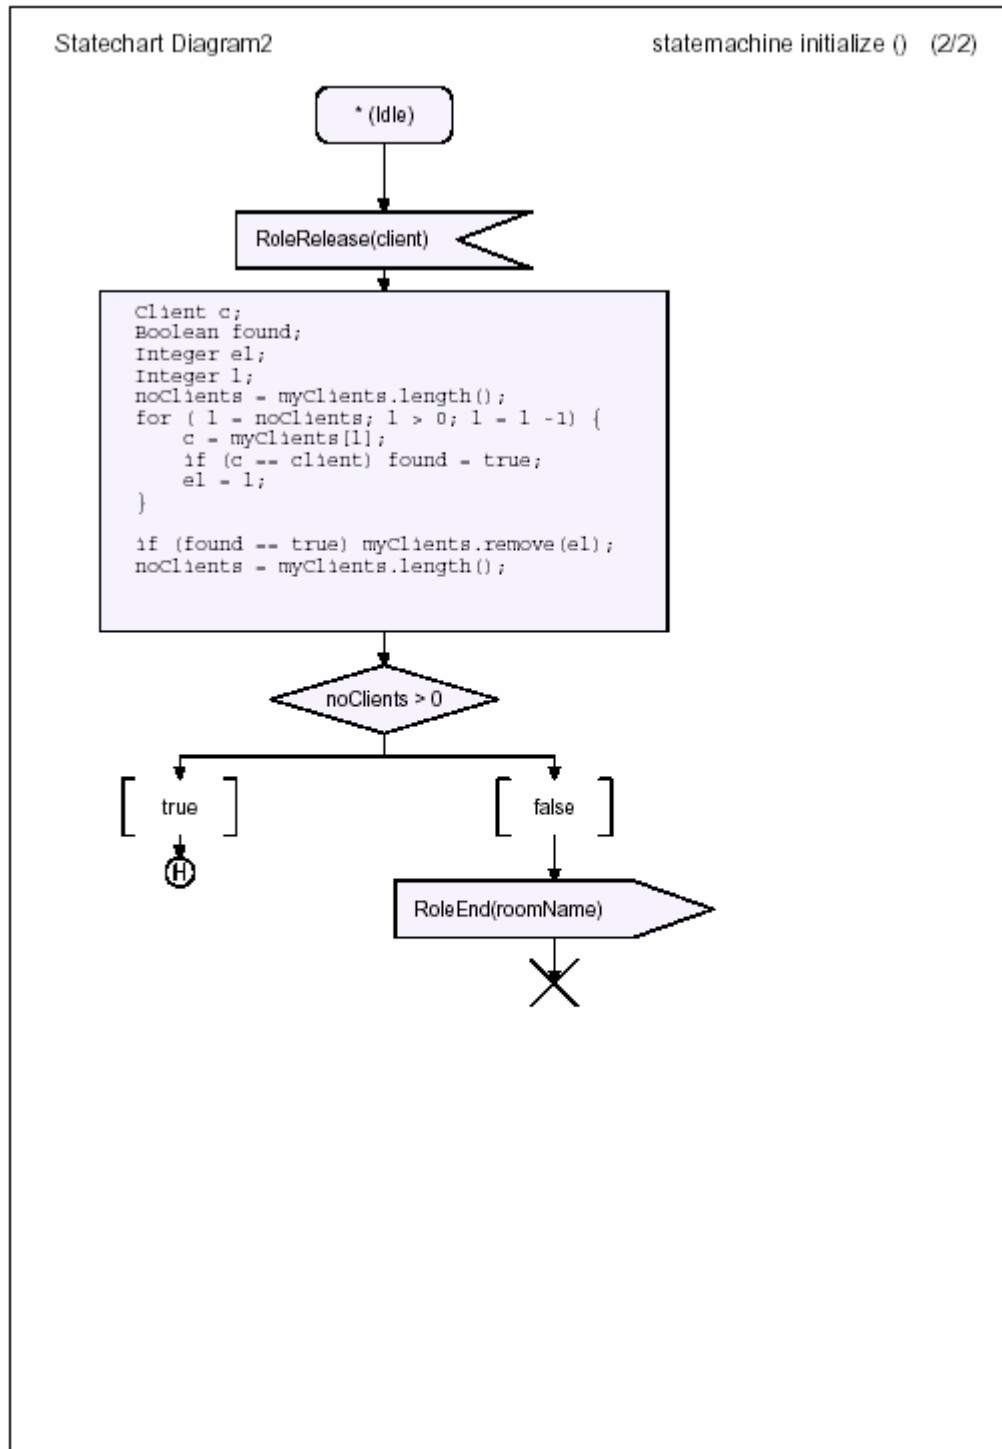 Statechart Diagram2
statemachine initialize () (2/2)
* (Idle)
RoleRelease(client)
Client c;
Boolean found;
Integer el;
Integer l;
noClients = myClients.length();
for ( l = noClients; l > 0; l = l -1) {
c = myClients[l];
if (c == client) found = true;
el = l;
}
if (found == true) myClients.remove(el);
noClients = myClients.length();
noClients > 0
true
false
H
RoleEnd(roomName)